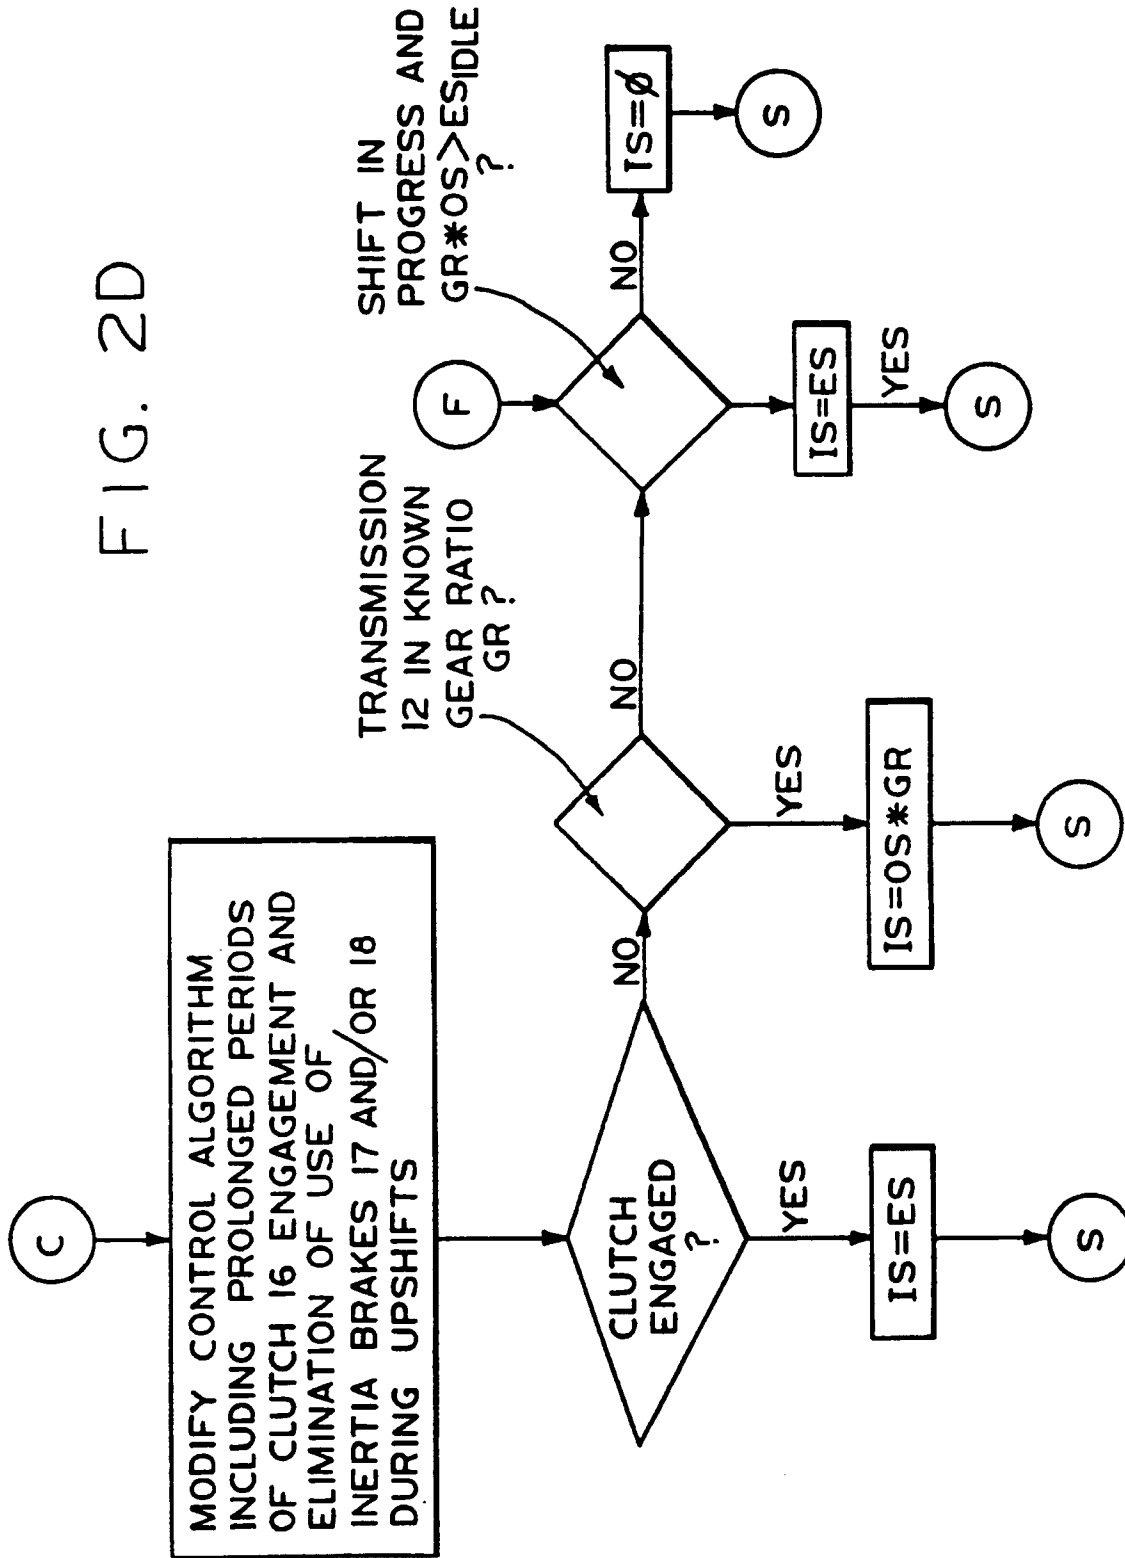 FIG. 2D
C
MODIFY CONTROL ALGORITHM
INCLUDING PROLONGED PERIODS
OF CLUTCH 16 ENGAGEMENT AND
ELIMINATION OF USE OF
INERTIA BRAKES 17 AND/OR 18
DURING UPSHIFTS
CLUTCH
ENGAGED
?
YES
IS=ES
S
NO
TRANSMISSION
12 IN KNOWN
GEAR RATIO
GR?
YES
IS=OS*GR
S
NO
F
SHIFT IN
PROGRESS AND
GR*OS>ESIDLE
?
IS=ES
YES
S
NO
IS=Ø
S